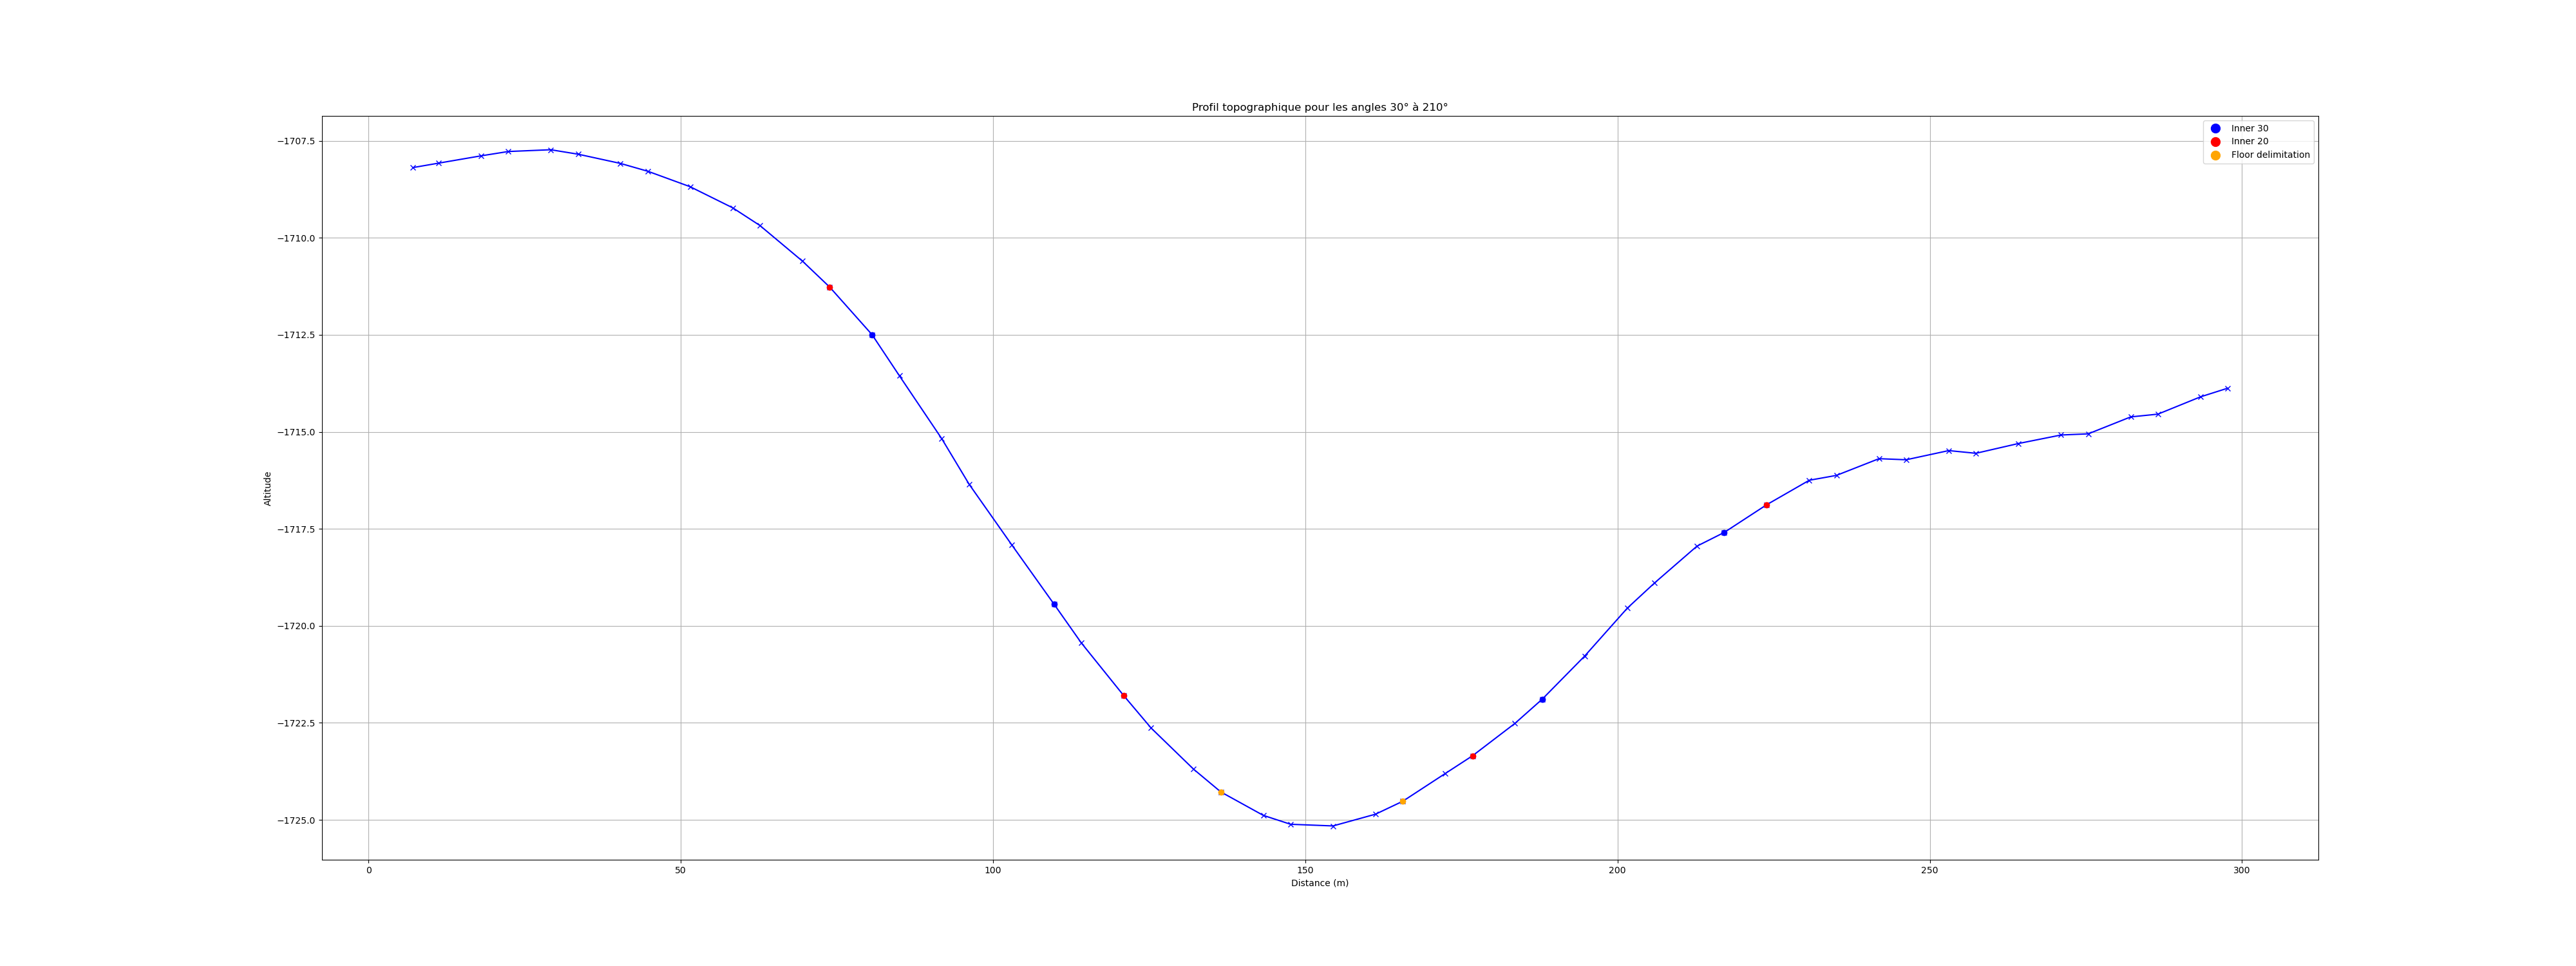 Profil topographique pour les angles 30° à 210°
Inner 30
Inner 20
Floor delimitation
−1707.5
−1710.0
−1712.5
−1715.0
−1717.5
−1720.0
−1722.5
−1725.0
Altitude
0
50
100
150
200
250
300
Distance (m)